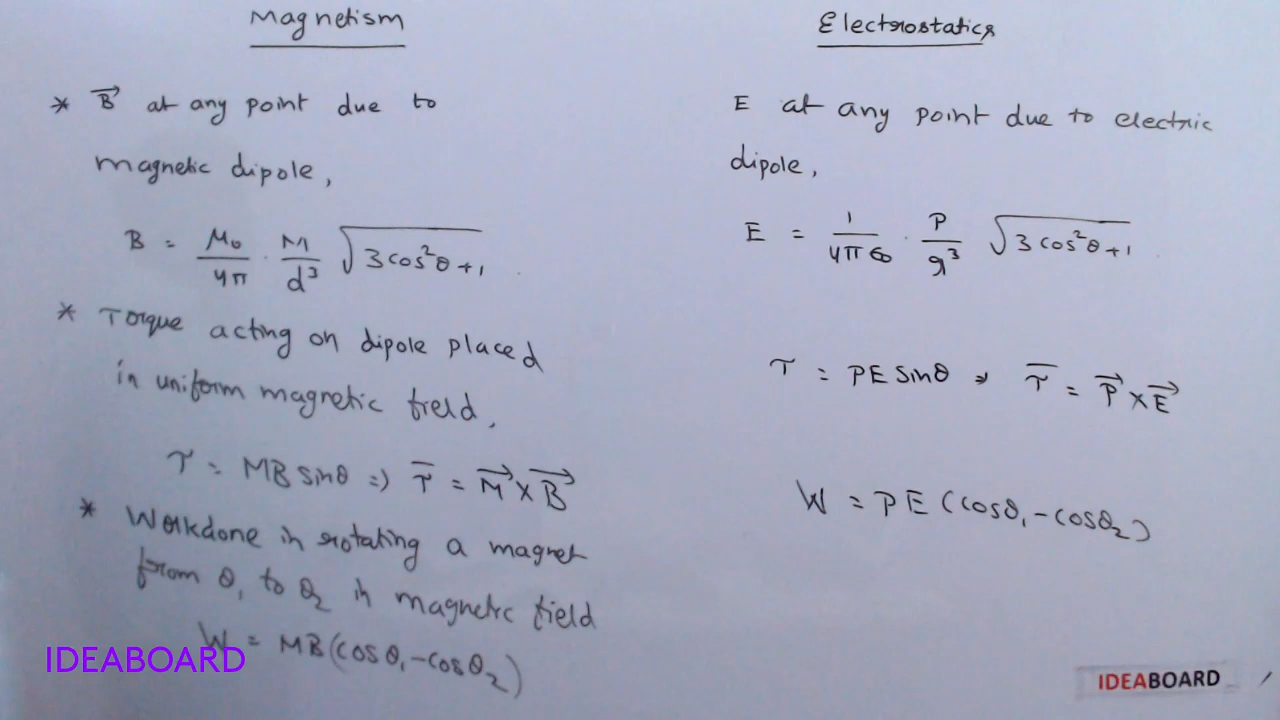 Magnetism
* B⃗ at any point due to
magnetic dipole,
B = μ₀/4π · M/d³ √(3cos²θ+1)
* Torque acting on dipole placed
in uniform magnetic field,
τ = MB sinθ ⇒ τ̅ = M⃗ × B⃗
* Workdone in rotating a magnet
from θ₁ to θ₂ in magnetic field
W = MB(cosθ₁-cosθ₂)
IDEABOARD
Electrostatics
E at any point due to electric
dipole,
E = 1/4π∈₀ · P/r³ √(3cos²θ+1)
τ = PE sinθ ⇒ τ̅ = P⃗ × E⃗
W = PE(cosθ₁-cosθ₂)
IDEABOARD